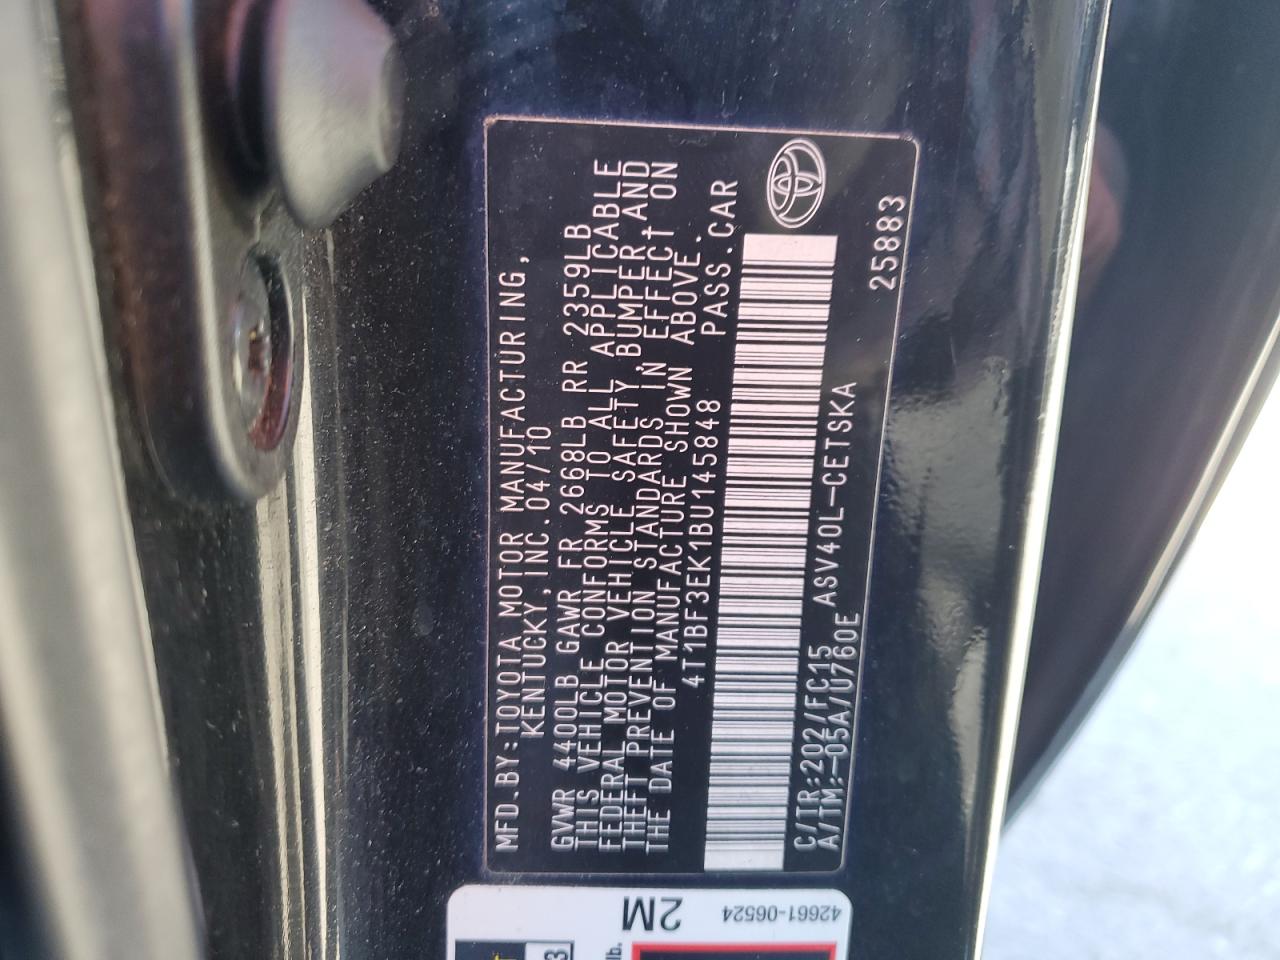 MFD.BY:TOYOTA MOTOR MANUFACTURING,
KENTUCKY,INC.04/10
GVWR 4400LB GAWR FR 2668LB RR 2359LB
THIS VEHICLE CONFORMS TO ALL APPLICABLE
FEDERAL MOTOR VEHICLE SAFETY,BUMPER,AND
THEFT PREVENTION STANDARDS IN EFFECT ON
THE DATE OF MANUFACTURE SHOWN ABOVE.
4T1BF3EK1BU145848 PASS.CAR
C/TR:202/FC15 ASV40L-CETSKA 25883
A/TM:-05A/U760E
2M
42661-06524
lb.
3